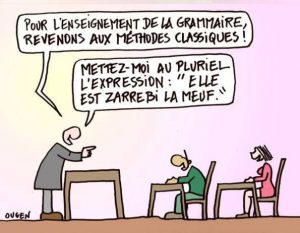 POUR L'ENSEIGNEMENT DE LA GRAMMAIRE,
REVENONS AUX MÉTHODES CLASSIQUES !
METTEZ-MOI AU PLURIEL
L'EXPRESSION : "ELLE
EST ZARREBI LA MEUF."
OUGEN